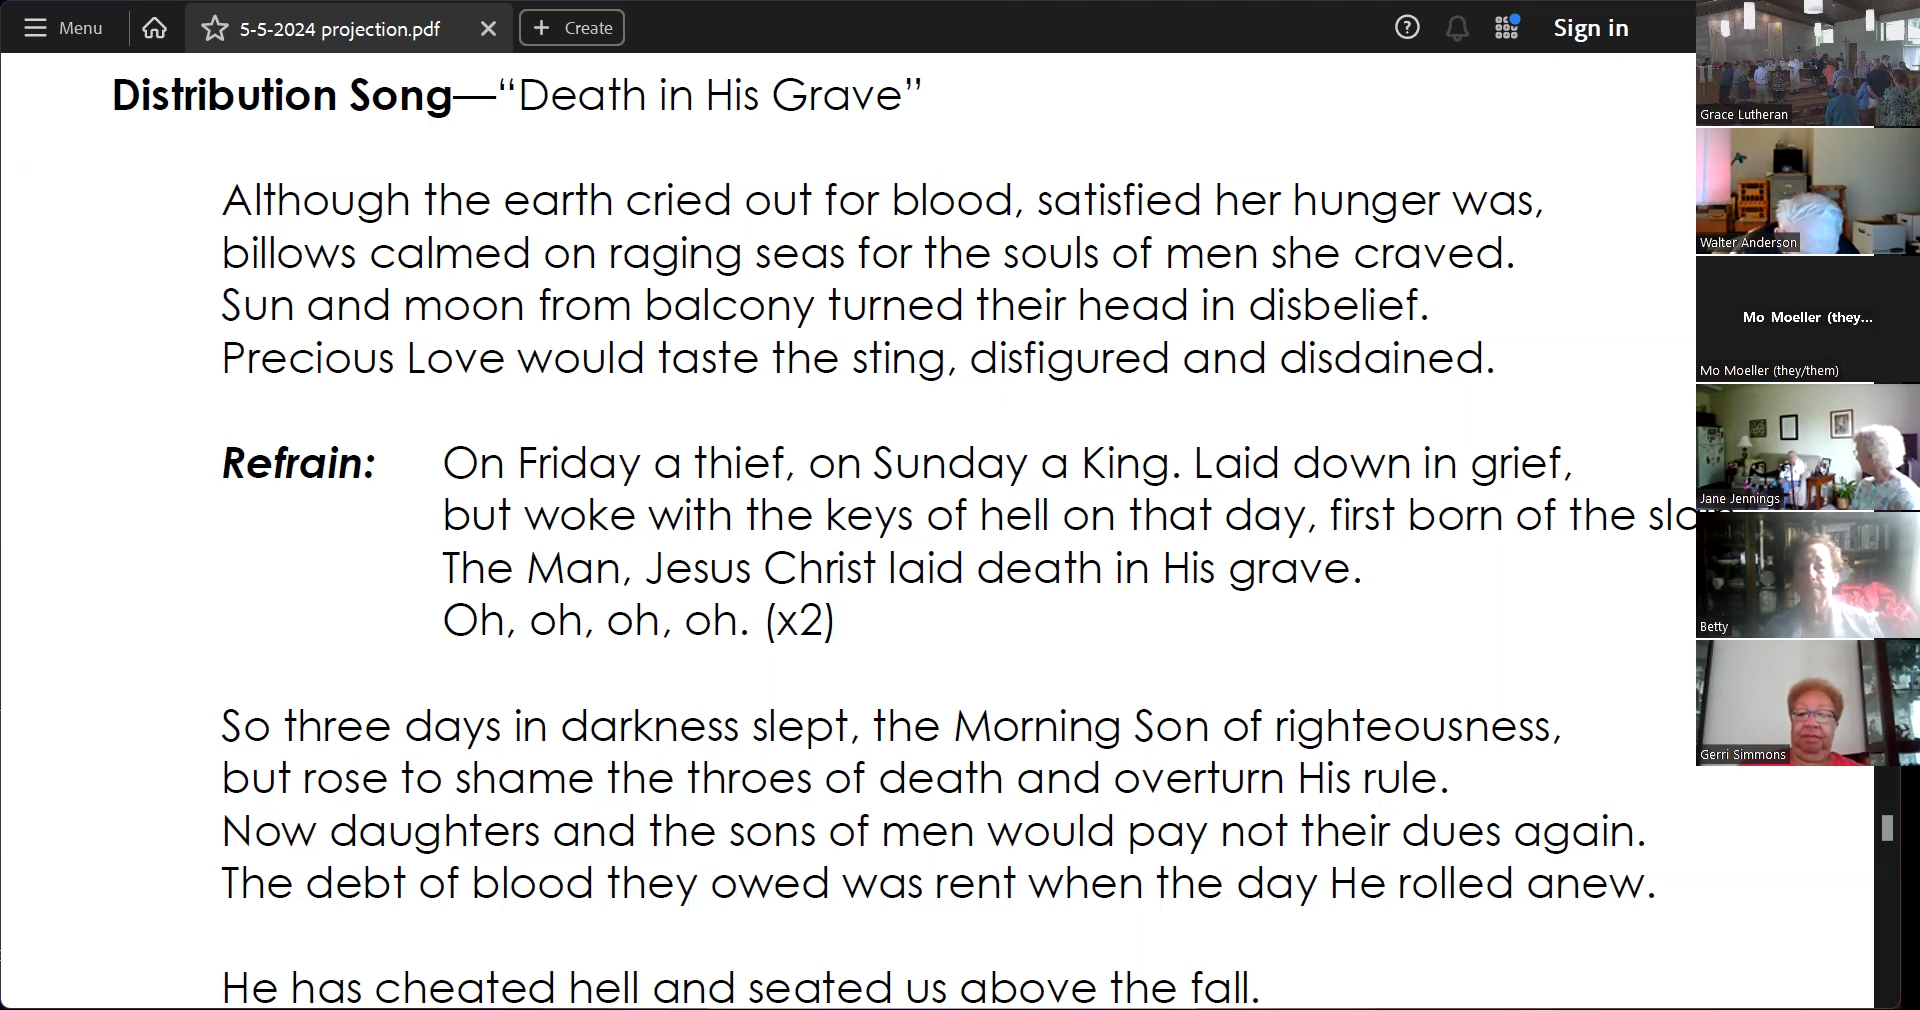 Menu
5-5-2024 projection.pdf
Create
Sign in
Distribution Song—“Death in His Grave”
Although the earth cried out for blood, satisfied her hunger was,
billows calmed on raging seas for the souls of men she craved.
Sun and moon from balcony turned their head in disbelief.
Precious Love would taste the sting, disfigured and disdained.
Refrain: On Friday a thief, on Sunday a King. Laid down in grief,
but woke with the keys of hell on that day, first born of the
The Man, Jesus Christ laid death in His grave.
Oh, oh, oh, oh. (x2)
So three days in darkness slept, the Morning Son of righteousness,
but rose to shame the throes of death and overturn His rule.
Now daughters and the sons of men would pay not their dues again.
The debt of blood they owed was rent when the day He rolled anew.
He has cheated hell and seated us above the fall.
Grace Lutheran
Walter Anderson
Mo Moeller (they...
Mo Moeller (they/them)
Jane Jennings
Betty
Gerri Simmons